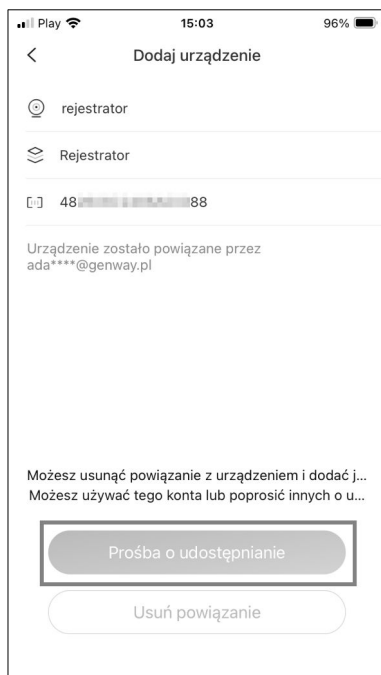 Play 15:03 96%
Dodaj urządzenie
rejestrator
Rejestrator
48 88
Urządzenie zostało powiązane przez
ada****@genway.pl
Możesz usunąć powiązanie z urządzeniem i dodać j...
Możesz używać tego konta lub poprosić innych o u...
Prośba o udostępnianie
Usuń powiązanie